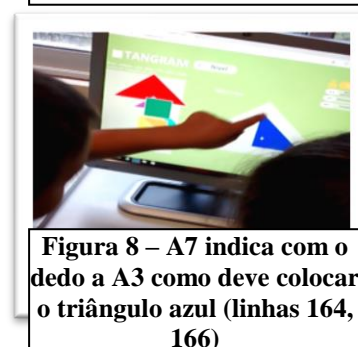 TANGRAM
Figura 8 – A7 indica com o
dedo a A3 como deve colocar
o triângulo azul (linhas 164,
166)